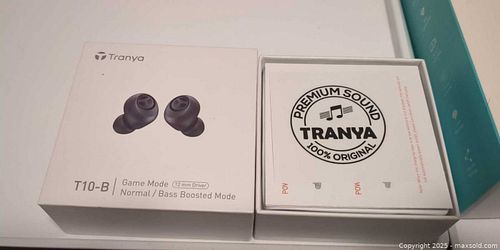 Tranya
T10-B
Game Mode 12 mm Driver
Normal / Bass Boosted Mode
PREMIUM SOUND
TRANYA
100% ORIGINAL
Copyright 2025 - maxsold.com